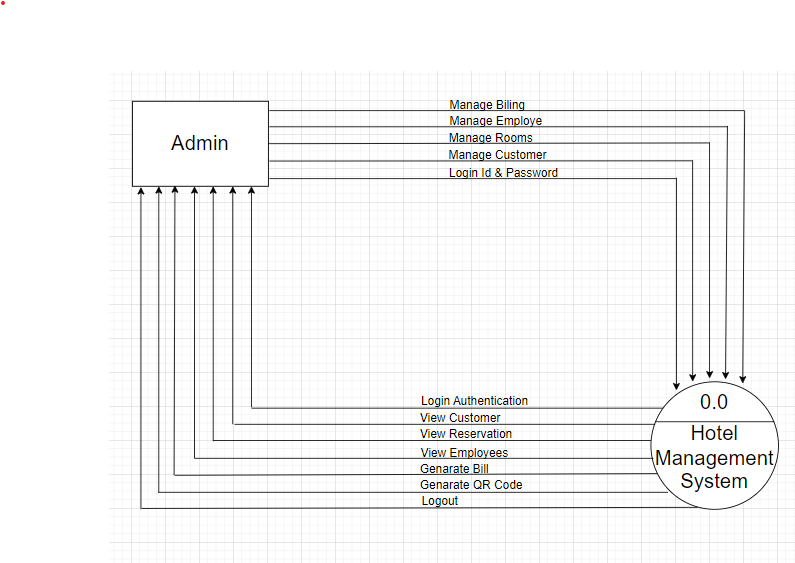 Manage Biling
Manage Employe
Admin
Manage Rooms
Manage Customer
Login Id & Password
Login Authentication
0.0
View Customer
View Reservation
Hotel
Management
System
View Employees
Genarate Bill
Genarate QR Code
Logout